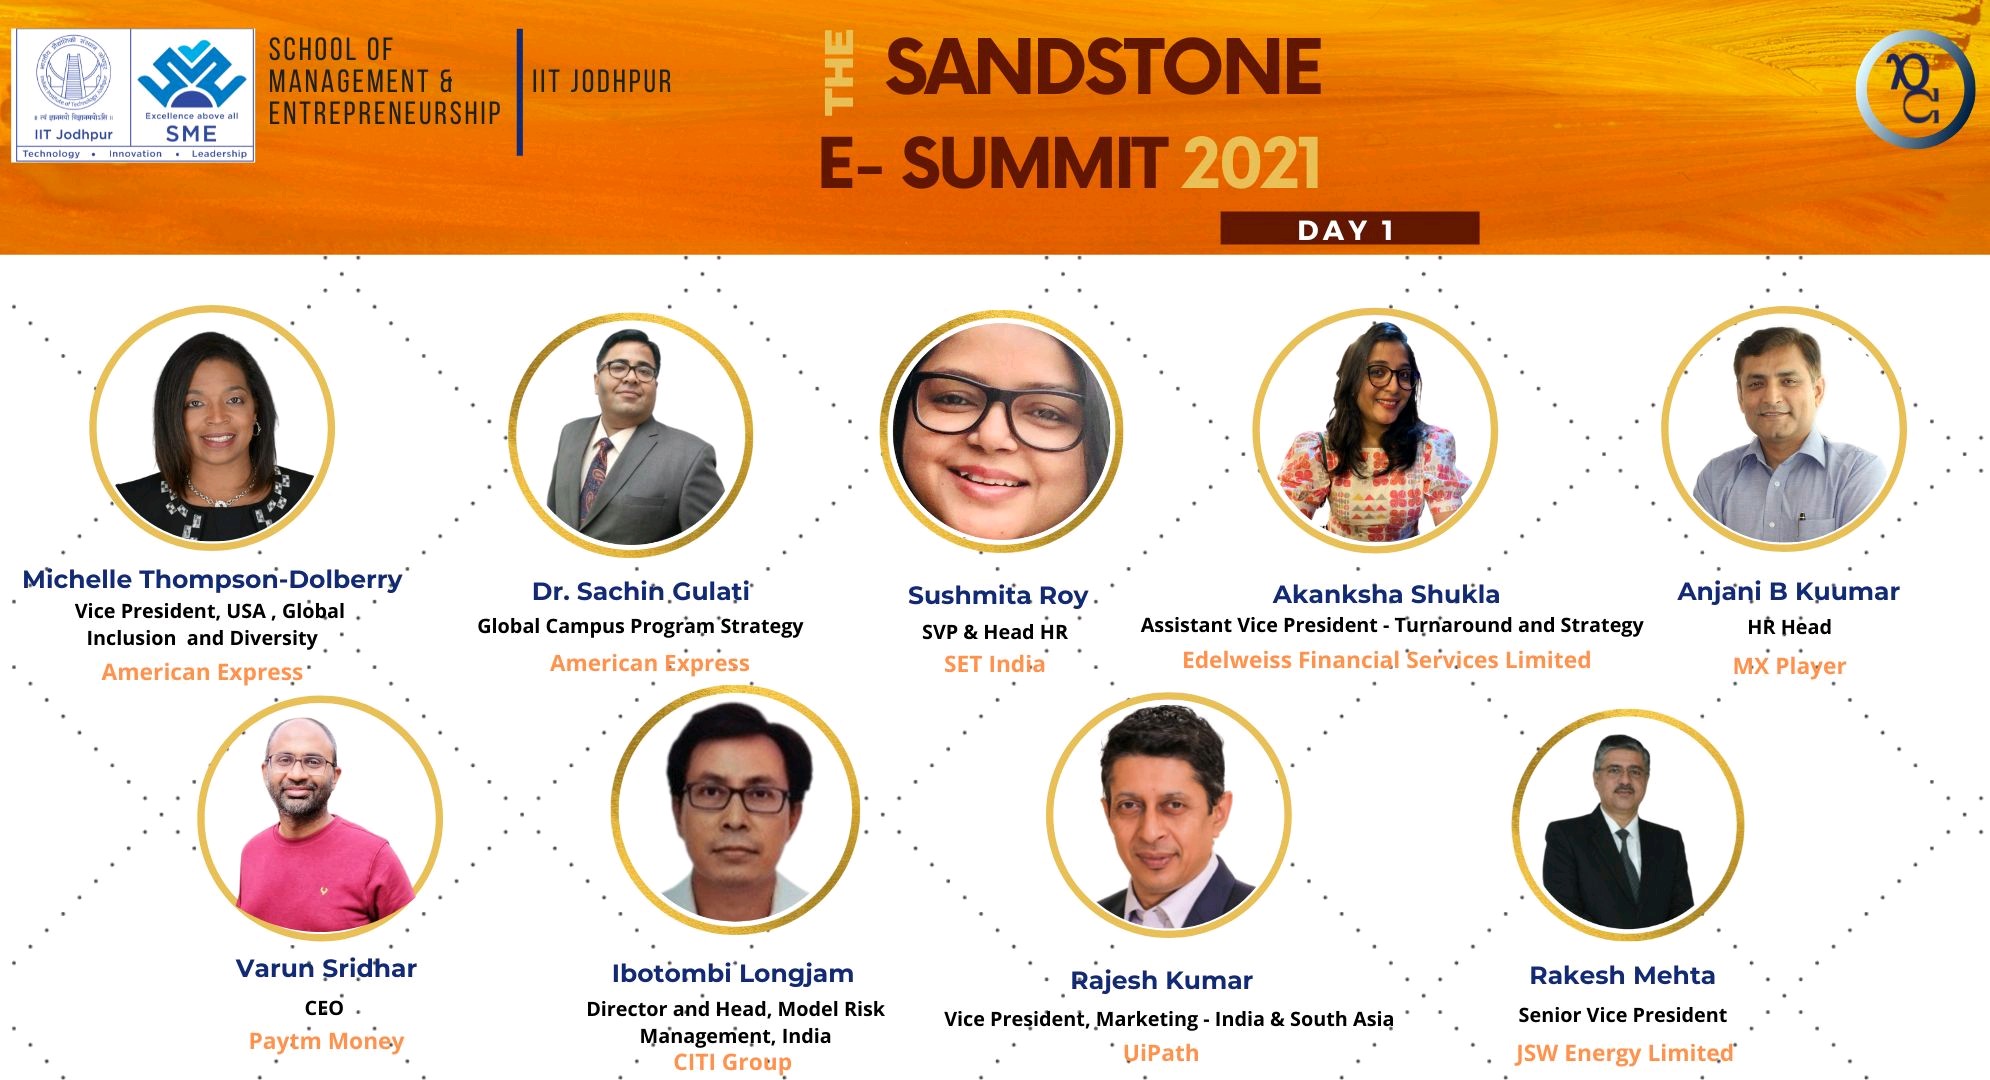 IIT Jodhpur
Excellence above all
SME
Technology • Innovation • Leadership
SCHOOL OF
MANAGEMENT &
ENTREPRENEURSHIP
IIT JODHPUR
THE SANDSTONE
E- SUMMIT 2021
DAY 1
Michelle Thompson-Dolberry
Vice President, USA , Global
Inclusion and Diversity
American Express
Dr. Sachin Gulati
Global Campus Program Strategy
American Express
Sushmita Roy
SVP & Head HR
SET India
Akanksha Shukla
Assistant Vice President - Turnaround and Strategy
Edelweiss Financial Services Limited
Anjani B Kuumar
HR Head
MX Player
Varun Sridhar
CEO
Paytm Money
Ibotombi Longjam
Director and Head, Model Risk
Management, India
CITI Group
Rajesh Kumar
Vice President, Marketing - India & South Asia
UiPath
Rakesh Mehta
Senior Vice President
JSW Energy Limited